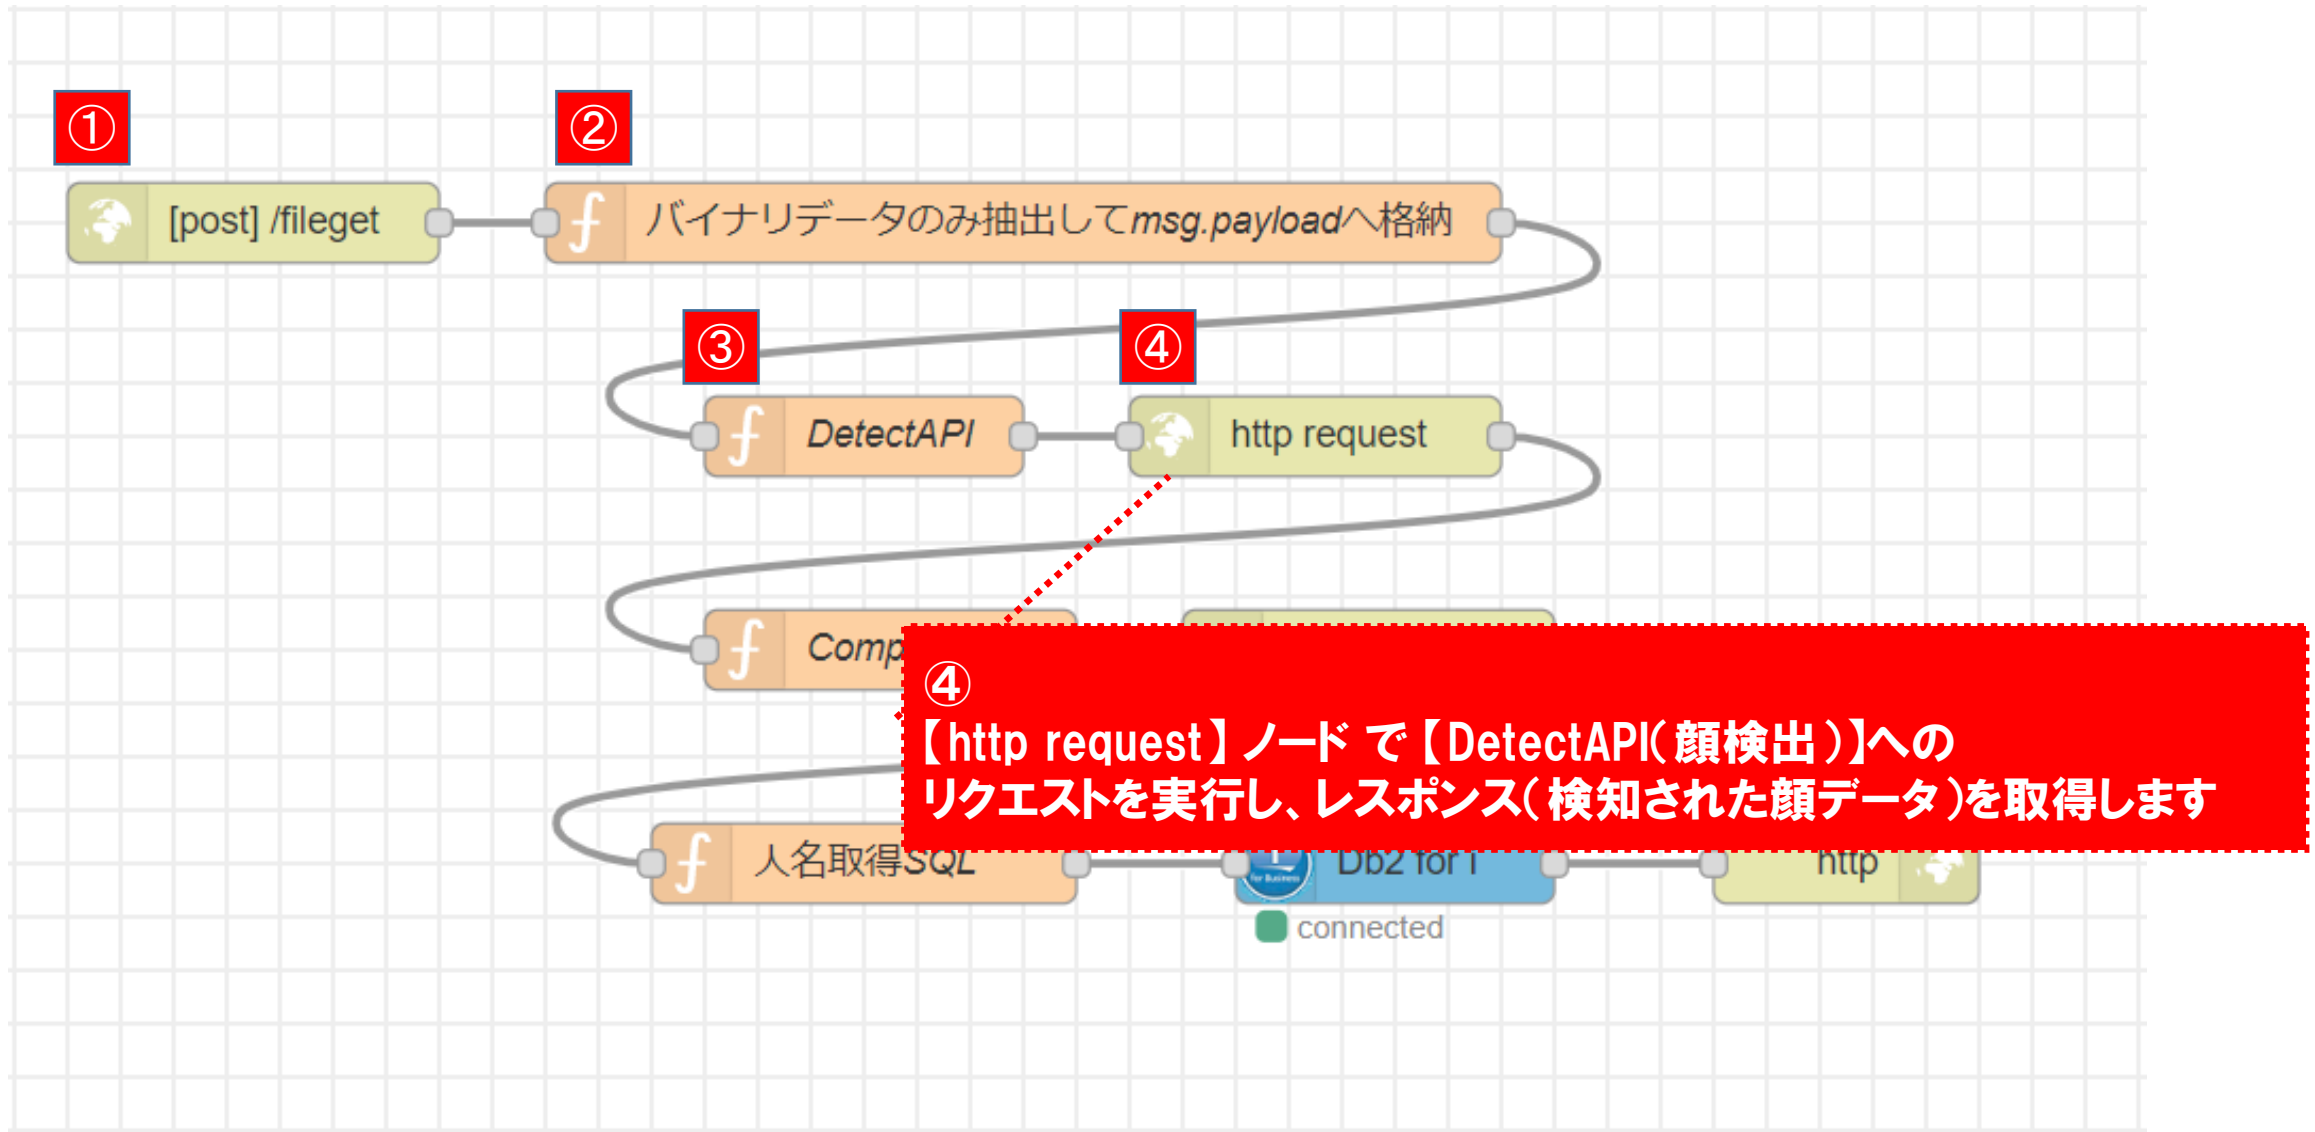 ①
②
[post] /fileget
バイナリデータのみ抽出してmsg.payloadへ格納
③
④
DetectAPI
http request
Comp
④
【http request】ノード で【DetectAPI(顔検出)】への
リクエストを実行し、レスポンス(検知された顔データ)を取得します
人名取得SQL
for Business
Db2 for i
http
connected